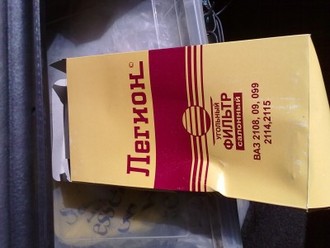 Легион ©
УГОЛЬНЫЙ
ФИЛЬТР
САЛОННЫЙ
ВАЗ 2108, 09, 099
2114,2115